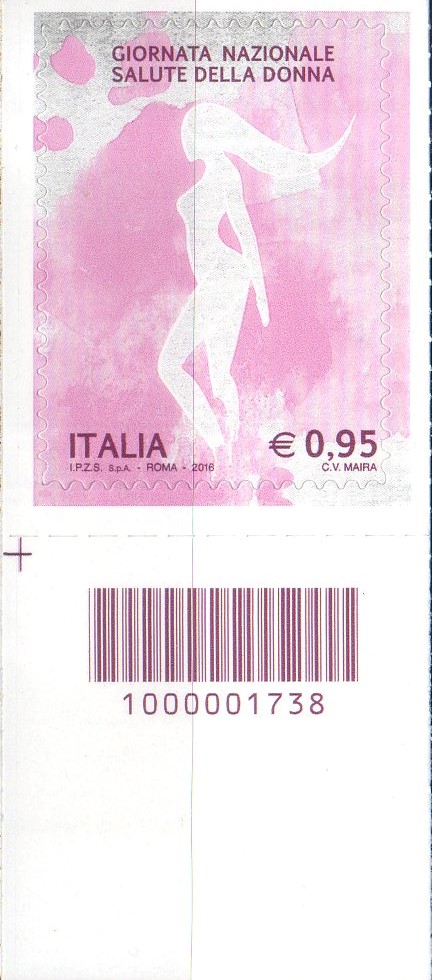 GIORNATA NAZIONALE
SALUTE DELLA DONNA
ITALIA
€ 0,95
I.P.Z.S. S.p.A. - ROMA - 2016
C.V. MAIRA
1000001738